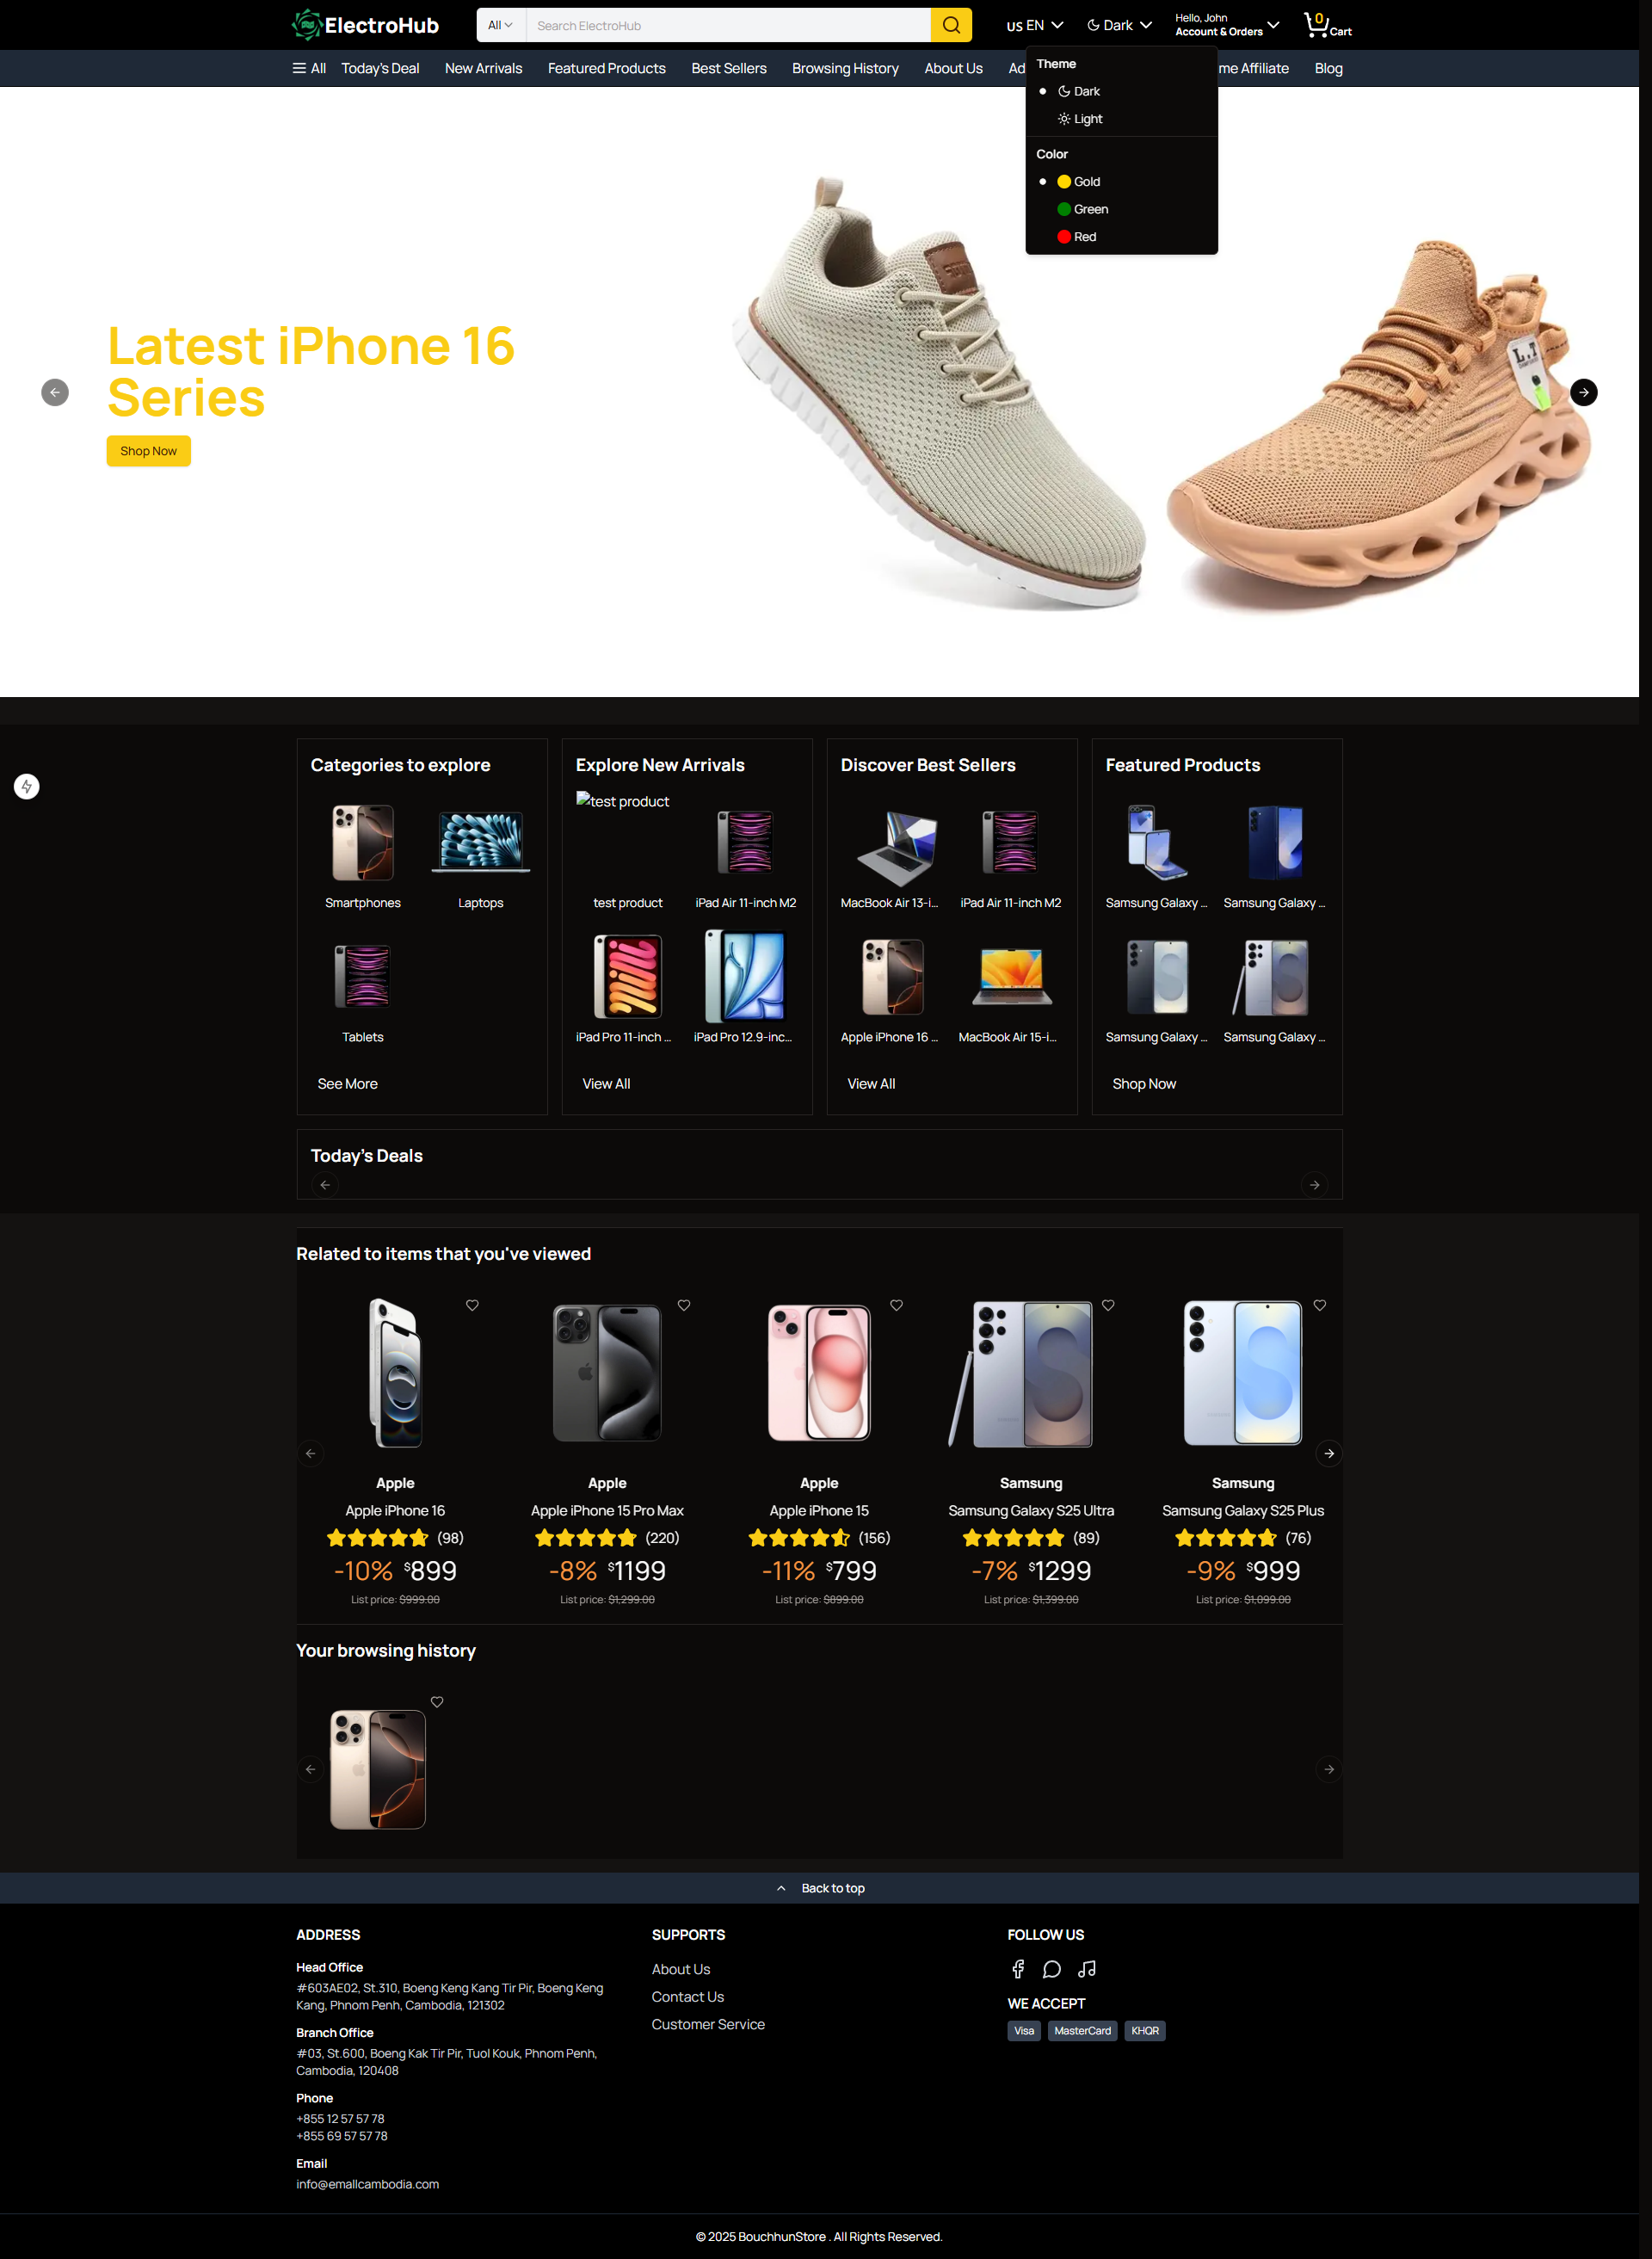 ElectroHub
All
Search ElectroHub
US EN
Dark
Hello, John
Account & Orders
0
Cart
All
Today's Deal
New Arrivals
Featured Products
Best Sellers
Browsing History
About Us
Ad
me Affiliate
Blog
Theme
Dark
Light
Color
Gold
Green
Red
Latest iPhone 16
Series
Shop Now
Categories to explore
Smartphones
Laptops
Tablets
See More
Explore New Arrivals
test product
test product
iPad Air 11-inch M2
iPad Pro 11-inch ...
iPad Pro 12.9-inc...
View All
Discover Best Sellers
MacBook Air 13-i...
iPad Air 11-inch M2
Apple iPhone 16 ...
MacBook Air 15-i...
View All
Featured Products
Samsung Galaxy ...
Samsung Galaxy ...
Samsung Galaxy ...
Samsung Galaxy ...
Shop Now
Today's Deals
Related to items that you've viewed
Apple
Apple iPhone 16
(98)
-10% $899
List price: $999.00
Apple
Apple iPhone 15 Pro Max
(220)
-8% $1199
List price: $1,299.00
Apple
Apple iPhone 15
(156)
-11% $799
List price: $899.00
Samsung
Samsung Galaxy S25 Ultra
(89)
-7% $1299
List price: $1,399.00
Samsung
Samsung Galaxy S25 Plus
(76)
-9% $999
List price: $1,099.00
Your browsing history
Back to top
ADDRESS
Head Office
#603AE02, St.310, Boeng Keng Kang Tir Pir, Boeng Keng
Kang, Phnom Penh, Cambodia, 121302
Branch Office
#03, St.600, Boeng Kak Tir Pir, Tuol Kouk, Phnom Penh,
Cambodia, 120408
Phone
+855 12 57 57 78
+855 69 57 57 78
Email
info@emallcambodia.com
SUPPORTS
About Us
Contact Us
Customer Service
FOLLOW US
WE ACCEPT
Visa
MasterCard
KHQR
© 2025 BouchhunStore . All Rights Reserved.